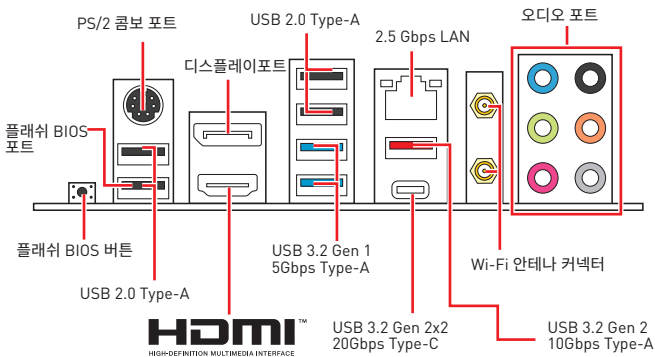 PS/2 콤보 포트
USB 2.0 Type-A
오디오 포트
2.5 Gbps LAN
디스플레이포트
플래쉬 BIOS
포트
플래쉬 BIOS 버튼
USB 2.0 Type-A
USB 3.2 Gen 1
5Gbps Type-A
Wi-Fi 안테나 커넥터
HDMI™
HIGH-DEFINITION MULTIMEDIA INTERFACE
USB 3.2 Gen 2x2
20Gbps Type-C
USB 3.2 Gen 2
10Gbps Type-A